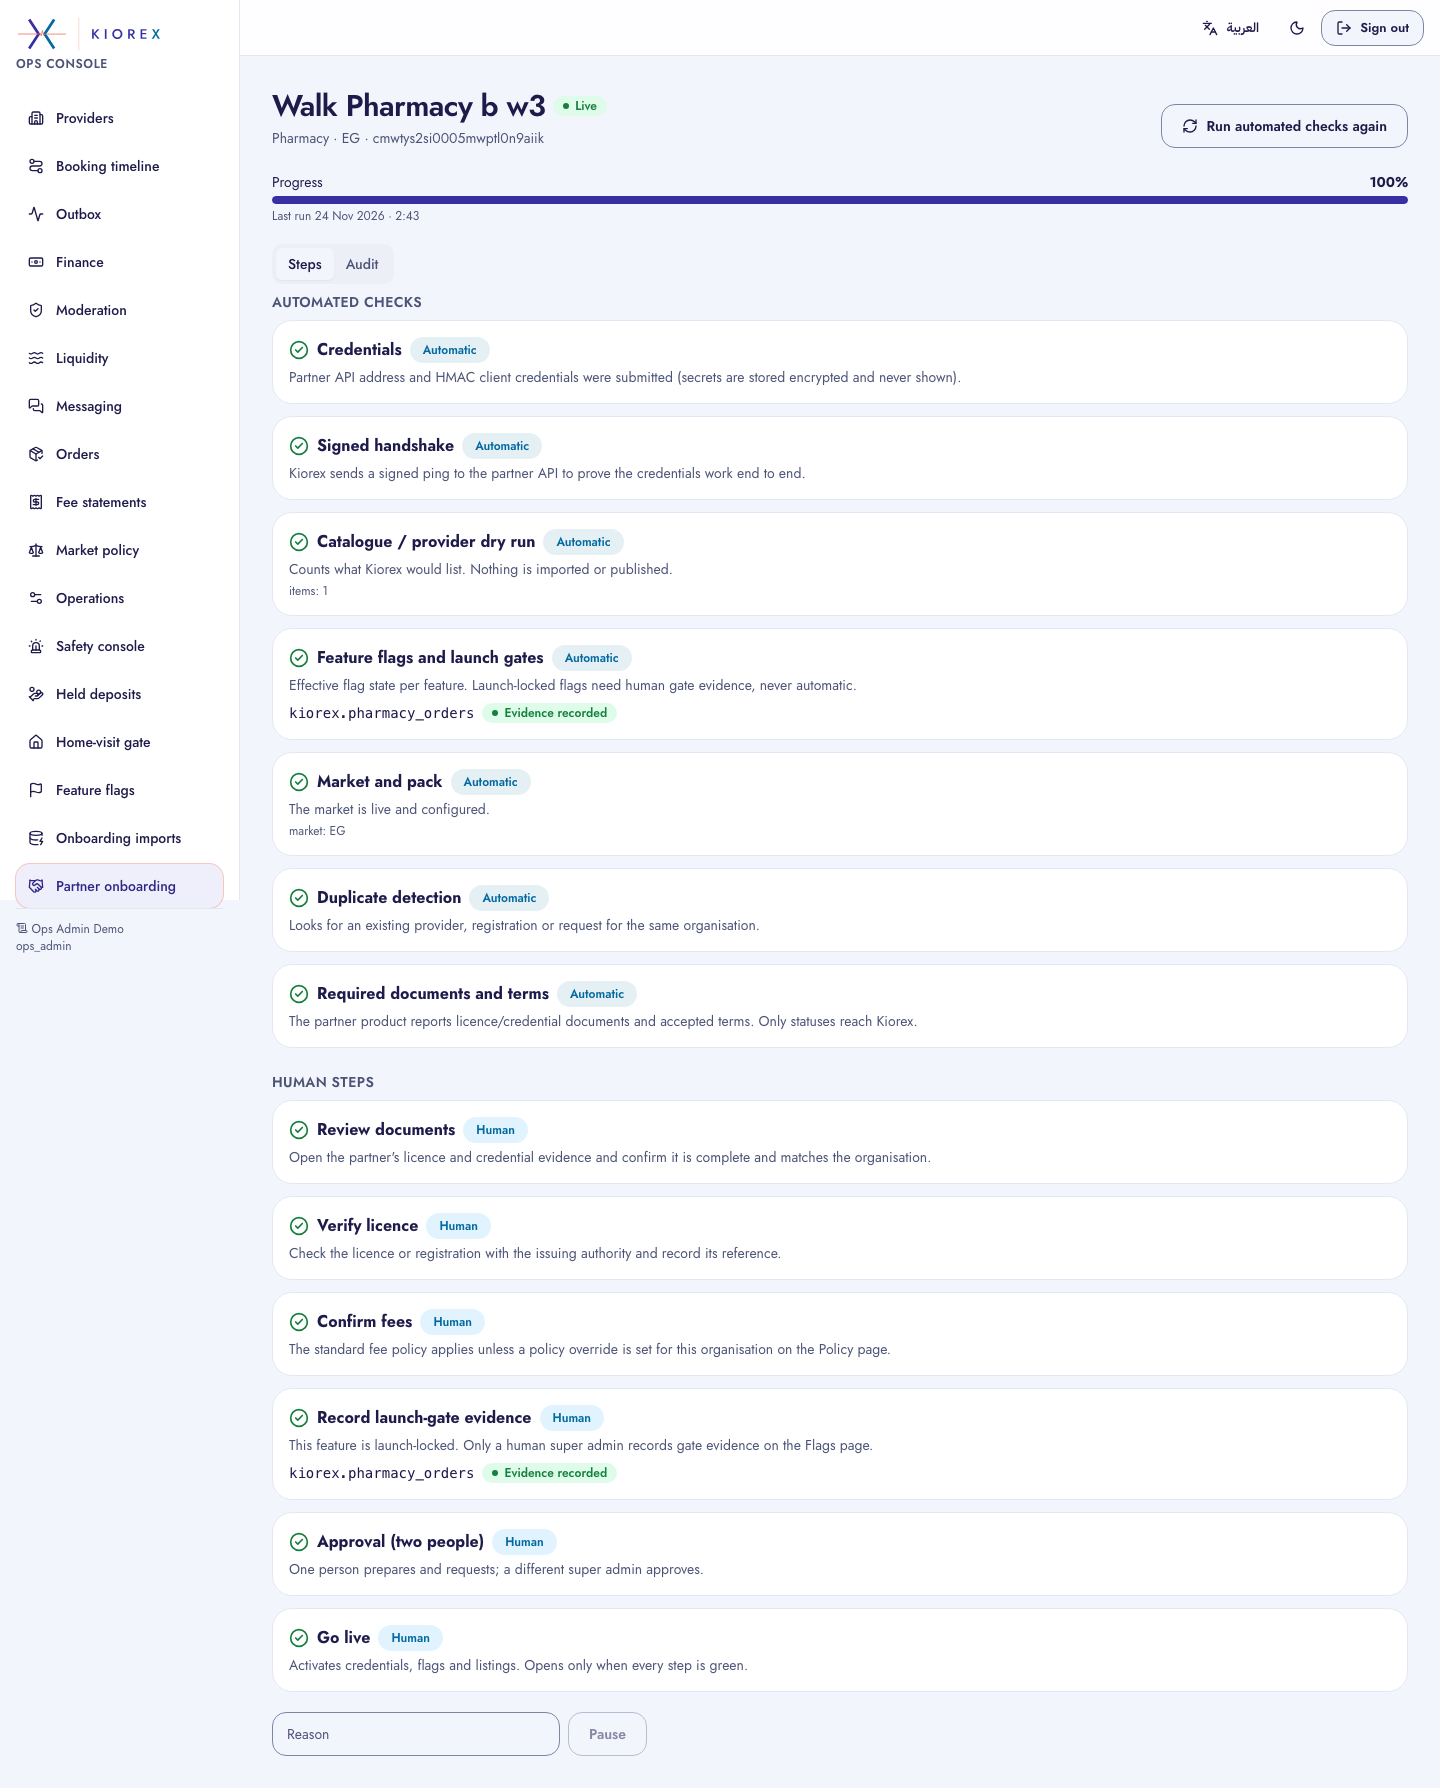 KIOREX
OPS CONSOLE
Providers
Booking timeline
Outbox
Finance
Moderation
Liquidity
Messaging
Orders
Fee statements
Market policy
Operations
Safety console
Held deposits
Home-visit gate
Feature flags
Onboarding imports
Partner onboarding
Ops Admin Demo
ops_admin
العربية
Sign out
Walk Pharmacy b w3 Live
Pharmacy · EG · cmwtys2si0005mwptl0n9aiik
Run automated checks again
Progress 100%
Last run 24 Nov 2026 · 2:43
Steps Audit
AUTOMATED CHECKS
Credentials Automatic
Partner API address and HMAC client credentials were submitted (secrets are stored encrypted and never shown).
Signed handshake Automatic
Kiorex sends a signed ping to the partner API to prove the credentials work end to end.
Catalogue / provider dry run Automatic
Counts what Kiorex would list. Nothing is imported or published.
items: 1
Feature flags and launch gates Automatic
Effective flag state per feature. Launch-locked flags need human gate evidence, never automatic.
kiorex.pharmacy_orders Evidence recorded
Market and pack Automatic
The market is live and configured.
market: EG
Duplicate detection Automatic
Looks for an existing provider, registration or request for the same organisation.
Required documents and terms Automatic
The partner product reports licence/credential documents and accepted terms. Only statuses reach Kiorex.
HUMAN STEPS
Review documents Human
Open the partner's licence and credential evidence and confirm it is complete and matches the organisation.
Verify licence Human
Check the licence or registration with the issuing authority and record its reference.
Confirm fees Human
The standard fee policy applies unless a policy override is set for this organisation on the Policy page.
Record launch-gate evidence Human
This feature is launch-locked. Only a human super admin records gate evidence on the Flags page.
kiorex.pharmacy_orders Evidence recorded
Approval (two people) Human
One person prepares and requests; a different super admin approves.
Go live Human
Activates credentials, flags and listings. Opens only when every step is green.
Reason Pause